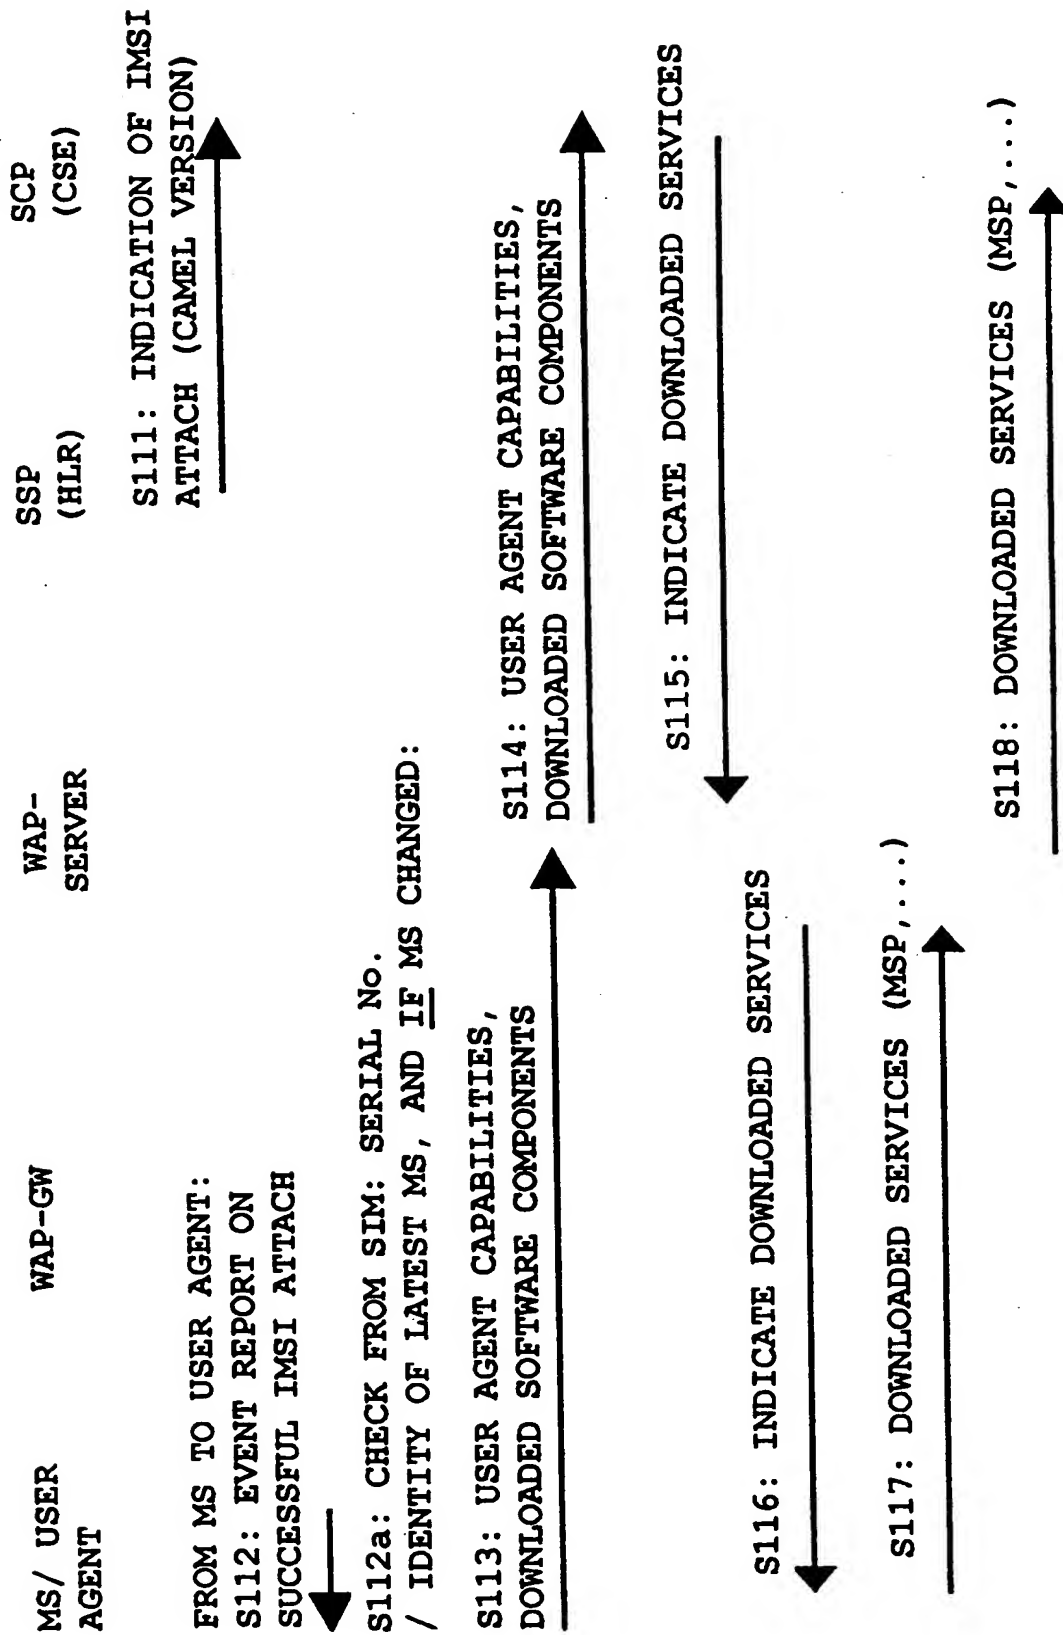 MS/ USER
AGENT
WAP-GW
WAP-
SERVER
SSP
(HLR)
SCP
(CSE)
S111: INDICATION OF IMSI
ATTACH (CAMEL VERSION)
FROM MS TO USER AGENT:
S112: EVENT REPORT ON
SUCCESSFUL IMSI ATTACH
S112a: CHECK FROM SIM: SERIAL No.
/ IDENTITY OF LATEST MS, AND IF MS CHANGED:
S113: USER AGENT CAPABILITIES,
DOWNLOADED SOFTWARE COMPONENTS
S114: USER AGENT CAPABILITIES,
DOWNLOADED SOFTWARE COMPONENTS
S115: INDICATE DOWNLOADED SERVICES
S116: INDICATE DOWNLOADED SERVICES
S117: DOWNLOADED SERVICES (MSP,...)
S118: DOWNLOADED SERVICES (MSP,...)